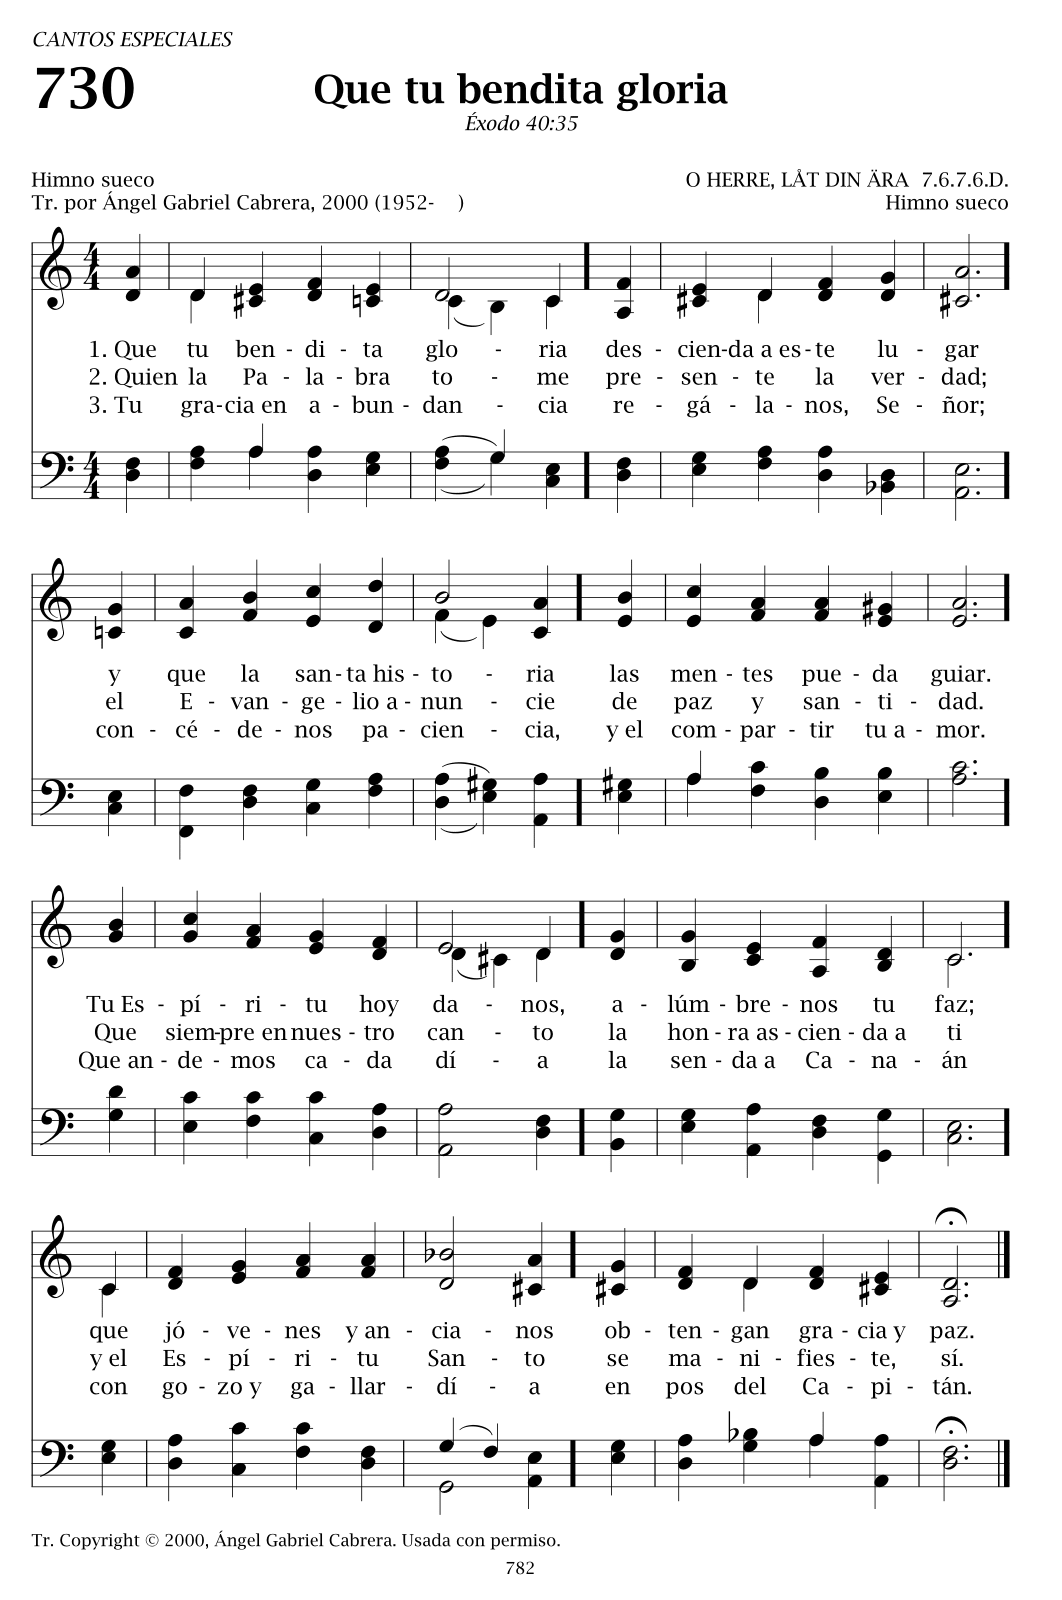 CANTOS ESPECIALES
730
Que tu bendita gloria
Éxodo 40:35
Himno sueco
O HERRE, LÅT DIN ÄRA 7.6.7.6.D.
Tr. por Ángel Gabriel Cabrera, 2000 (1952- )
Himno sueco
4 4
1. Que tu ben - di - ta glo - ria des - cien-da a es-te lu - gar
2. Quien la Pa - la - bra to - me pre - sen - te la ver - dad;
3. Tu gra-cia en a - bun - dan - cia re - gá - la - nos, Se - ñor;
4 4
y que la san-ta his - to - ria las men - tes pue - da guiar.
el E - van - ge - lio a - nun - cie de paz y san - ti - dad.
con - cé - de - nos pa - cien - cia, y el com - par - tir tu a - mor.
Tu Es - pí - ri - tu hoy da - nos, a - lúm - bre - nos tu faz;
Que siem-pre en nues - tro can - to la hon - ra as - cien - da a ti
Que an - de - mos ca - da dí - a la sen - da a Ca - na - án
que jó - ve - nes y an - cia - nos ob - ten - gan gra - cia y paz.
y el Es - pí - ri - tu San - to se ma - ni - fies - te, sí.
con go - zo y ga - llar - dí - a en pos del Ca - pi - tán.
Tr. Copyright © 2000, Ángel Gabriel Cabrera. Usada con permiso.
782